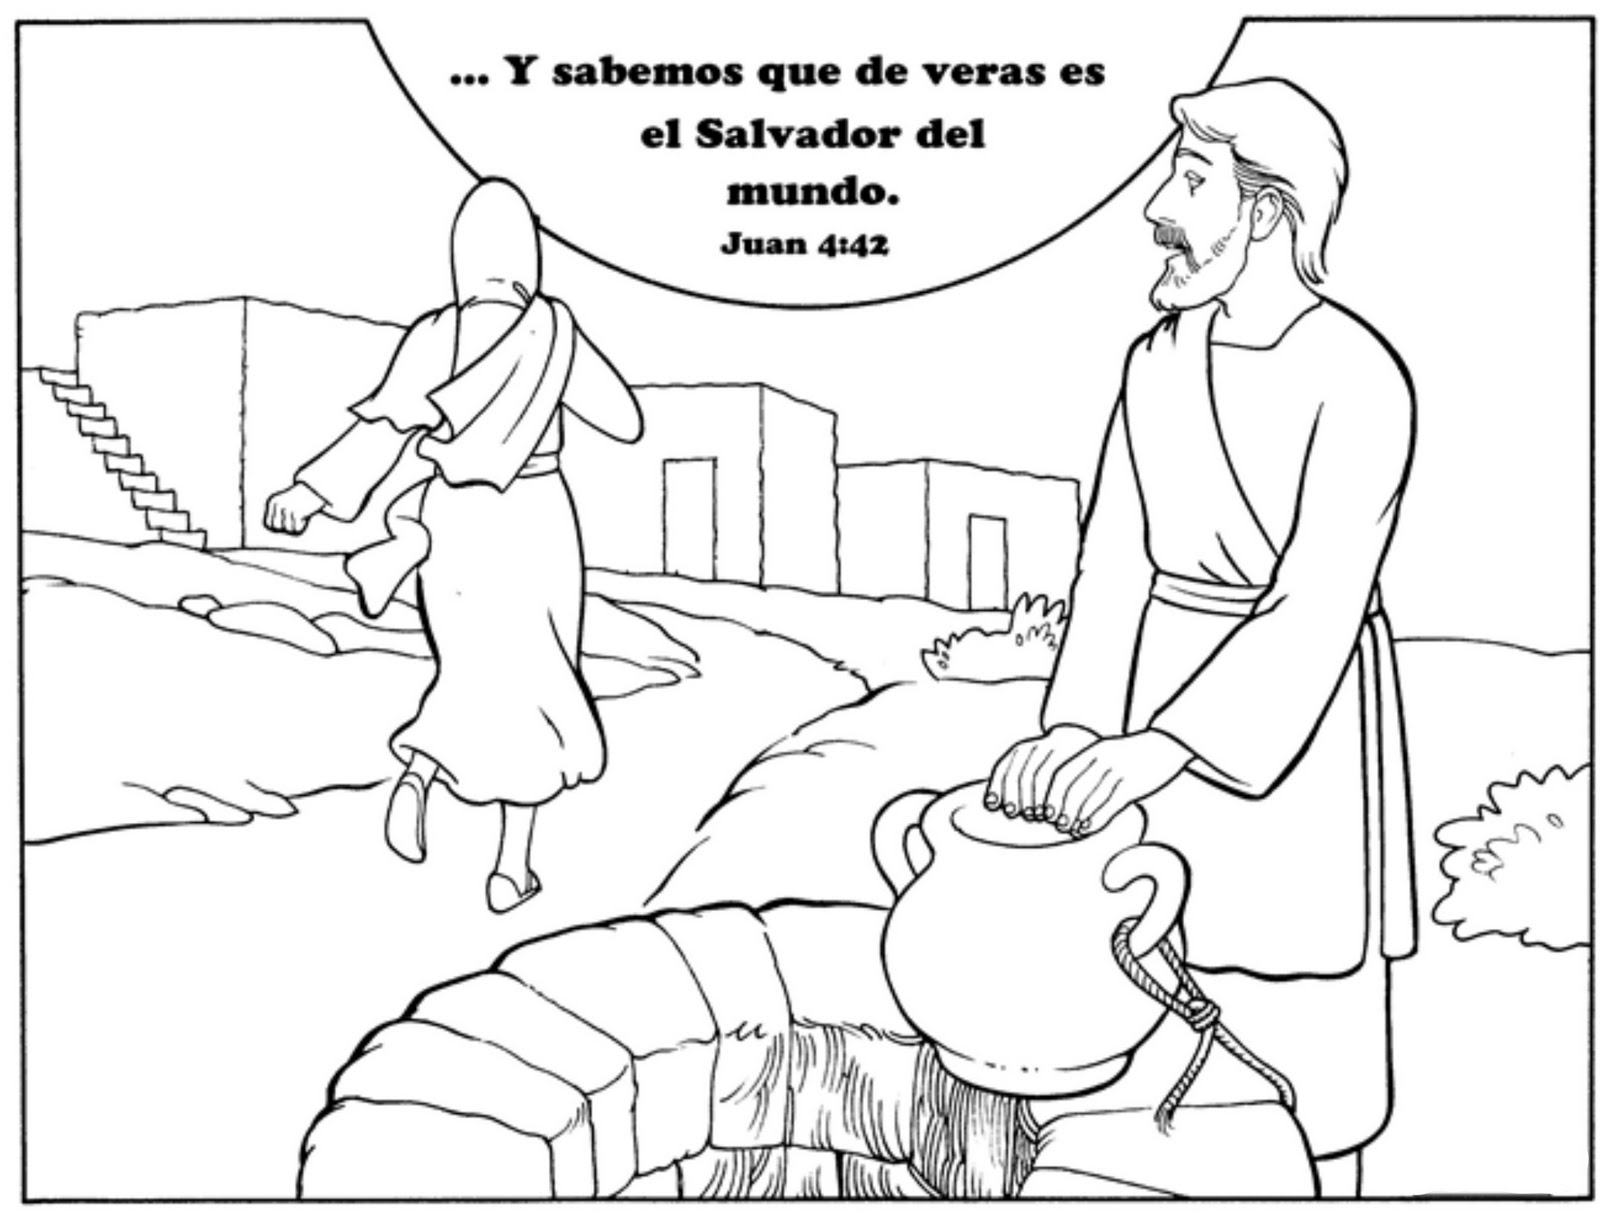 ... Y sabemos que de veras es
el Salvador del
mundo.
Juan 4:42